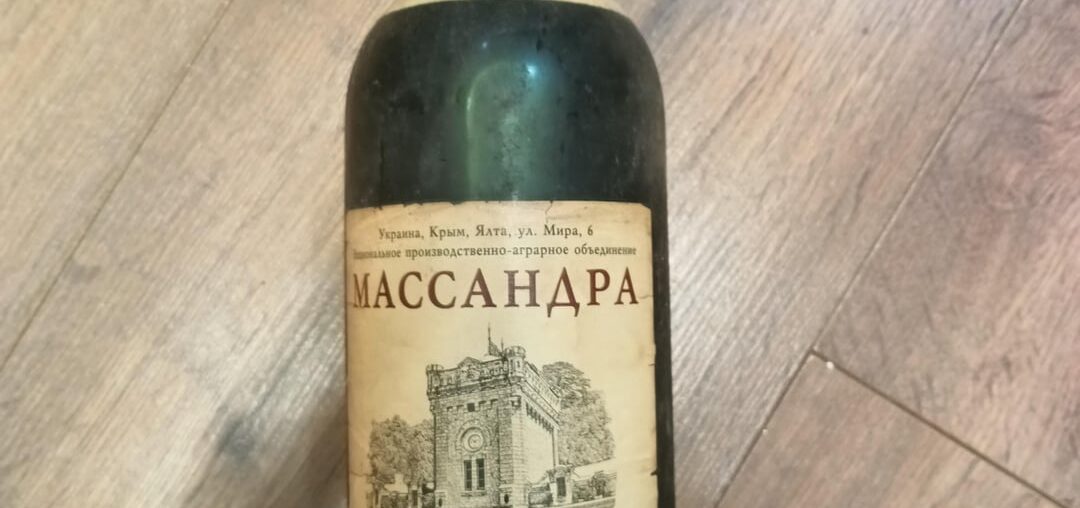 Украина, Крым, Ялта, ул. Мира, 6
производственно-аграрное объединение
МАССАНДРА